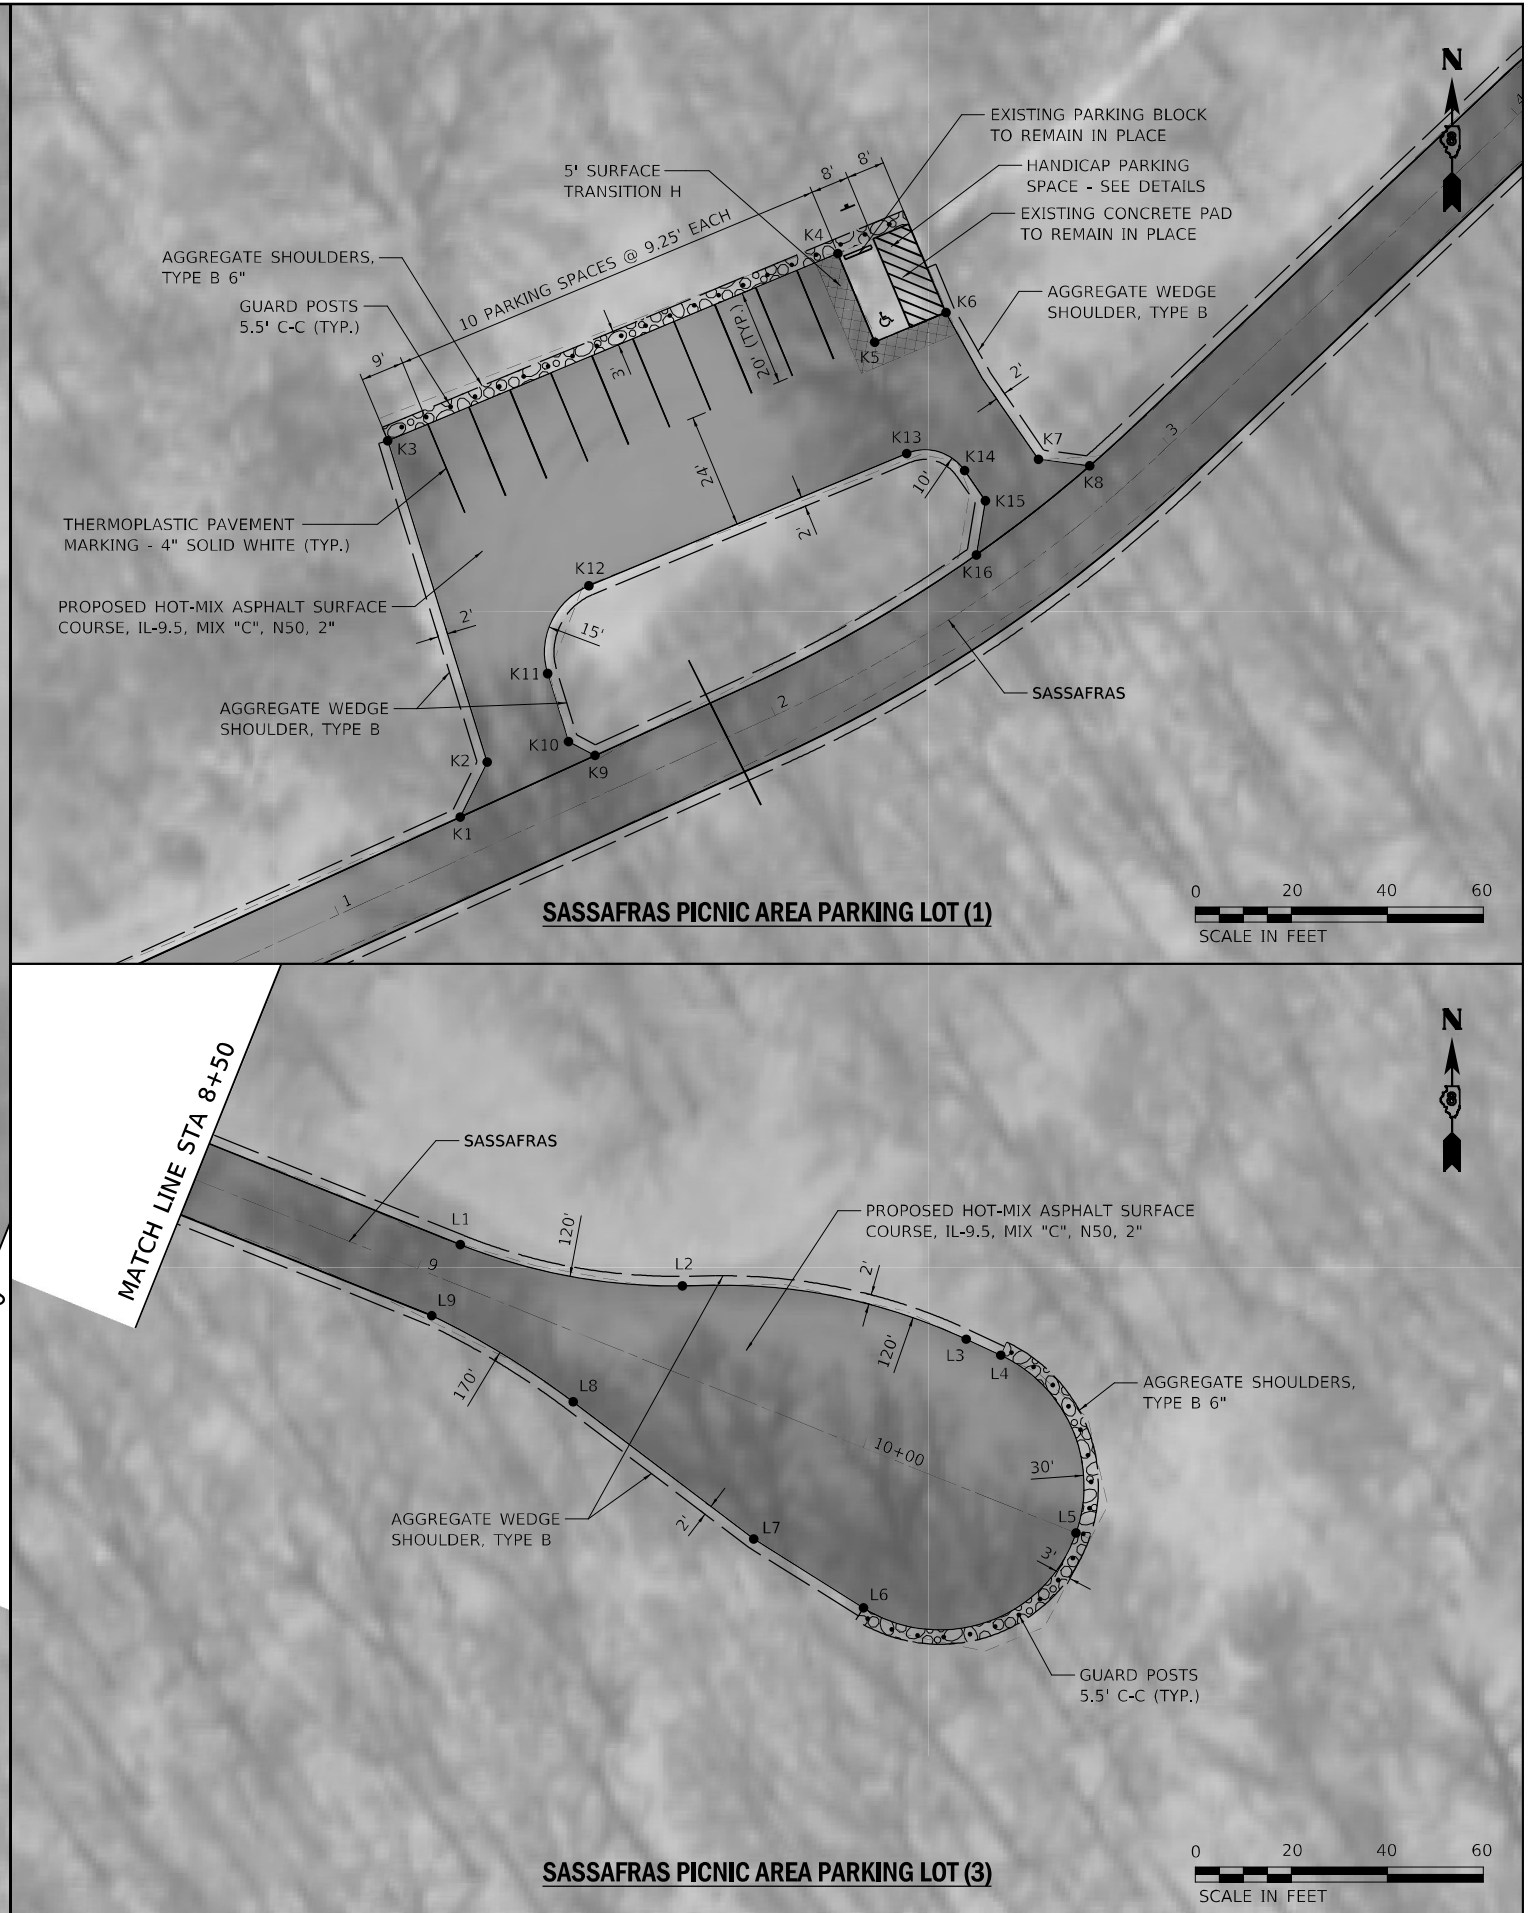 N
8
EXISTING PARKING BLOCK
TO REMAIN IN PLACE
5' SURFACE
TRANSITION H
8'
8'
HANDICAP PARKING
SPACE - SEE DETAILS
EXISTING CONCRETE PAD
TO REMAIN IN PLACE
K4
10 PARKING SPACES @ 9.25' EACH
AGGREGATE SHOULDERS,
TYPE B 6"
GUARD POSTS
5.5' C-C (TYP.)
AGGREGATE WEDGE
SHOULDER, TYPE B
K6
K5
9'
3'
20' (TYP.)
2'
K3
K13
K7
K14
K8
10'
24'
K15
2'
THERMOPLASTIC PAVEMENT
MARKING - 4" SOLID WHITE (TYP.)
K12
K16
PROPOSED HOT-MIX ASPHALT SURFACE
COURSE, IL-9.5, MIX "C", N50, 2"
2'
15'
K11
AGGREGATE WEDGE
SHOULDER, TYPE B
SASSAFRAS
K10
K2
K9
K1
1
2
3
4
SASSAFRAS PICNIC AREA PARKING LOT (1)
0 20 40 60
SCALE IN FEET
N
8
MATCH LINE STA 8+50
SASSAFRAS
L1
120'
L2
PROPOSED HOT-MIX ASPHALT SURFACE
COURSE, IL-9.5, MIX "C", N50, 2"
9
2'
L9
120'
L3
L4
170'
L8
AGGREGATE SHOULDERS,
TYPE B 6"
10+00
30'
AGGREGATE WEDGE
SHOULDER, TYPE B
2'
L7
L5
3'
L6
GUARD POSTS
5.5' C-C (TYP.)
SASSAFRAS PICNIC AREA PARKING LOT (3)
0 20 40 60
SCALE IN FEET